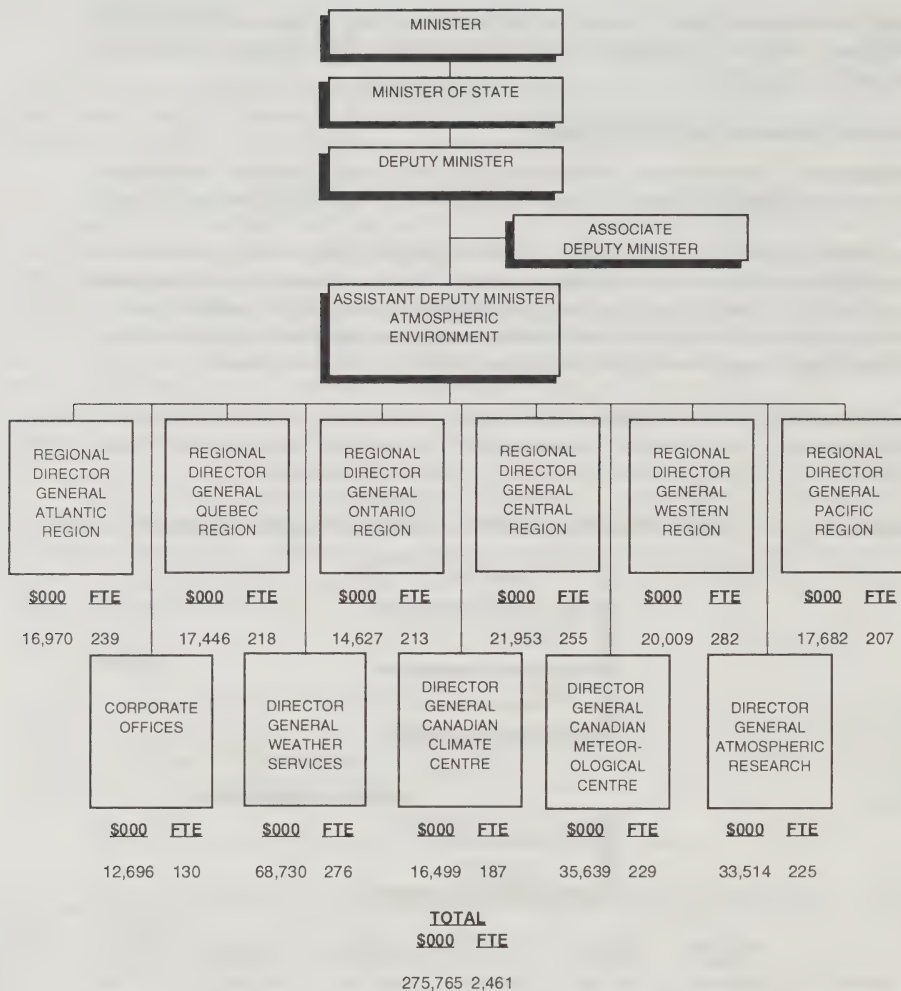 MINISTER
MINISTER OF STATE
DEPUTY MINISTER
ASSOCIATE
DEPUTY MINISTER
ASSISTANT DEPUTY MINISTER
ATMOSPHERIC
ENVIRONMENT
REGIONAL
DIRECTOR
GENERAL
ATLANTIC
REGION
REGIONAL
DIRECTOR
GENERAL
QUEBEC
REGION
REGIONAL
DIRECTOR
GENERAL
ONTARIO
REGION
REGIONAL
DIRECTOR
GENERAL
CENTRAL
REGION
REGIONAL
DIRECTOR
GENERAL
WESTERN
REGION
REGIONAL
DIRECTOR
GENERAL
PACIFIC
REGION
$000 FTE
16,970 239
$000 FTE
17,446 218
$000 FTE
14,627 213
$000 FTE
21,953 255
$000 FTE
20,009 282
$000 FTE
17,682 207
CORPORATE
OFFICES
DIRECTOR
GENERAL
WEATHER
SERVICES
DIRECTOR
GENERAL
CANADIAN
CLIMATE
CENTRE
DIRECTOR
GENERAL
CANADIAN
METEOR-
OLOGICAL
CENTRE
DIRECTOR
GENERAL
ATMOSPHERIC
RESEARCH
$000 FTE
12,696 130
$000 FTE
68,730 276
$000 FTE
16,499 187
$000 FTE
35,639 229
$000 FTE
33,514 225
TOTAL
$000 FTE
275,765 2,461